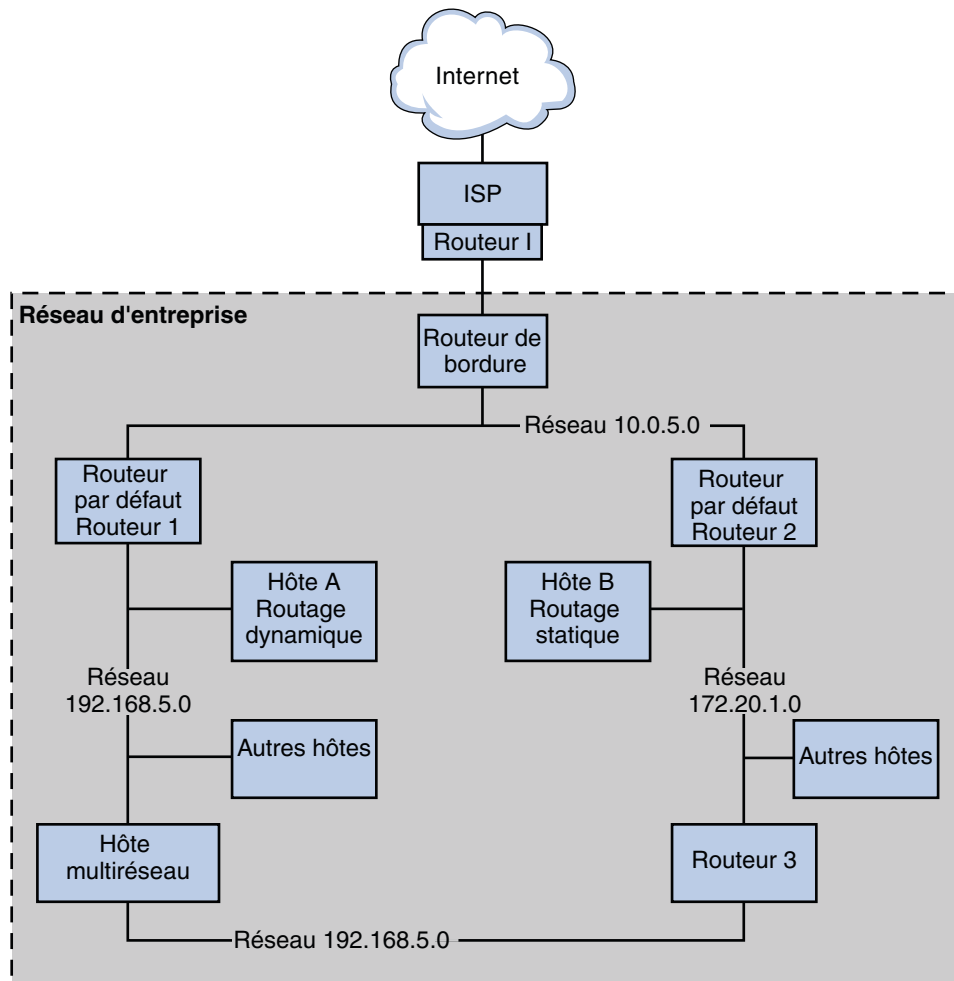 Internet
ISP
Routeur I
Réseau d'entreprise
Routeur de
bordure
Réseau 10.0.5.0
Routeur
par défaut
Routeur 1
Routeur
par défaut
Routeur 2
Hôte A
Routage
dynamique
Hôte B
Routage
statique
Réseau
192.168.5.0
Réseau
172.20.1.0
Autres hôtes
Autres hôtes
Hôte
multiréseau
Routeur 3
Réseau 192.168.5.0